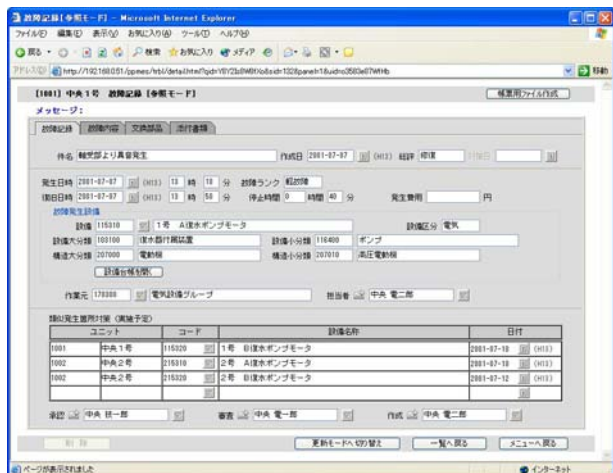 故障記録[参照モード] - Microsoft Internet Explorer
ファイル(F) 編集(E) 表示(V) お気に入り(A) ツール(T) ヘルプ(H)
戻る 検索 お気に入り メディア
アドレス(D) 移動
[1001] 中央1号 故障記録 [参照モード] 帳票用ファイル作成
メッセージ:
故障記録 故障内容 交換部品 添付書類
件名 軸受部より異音発生 作成日 2001-07-07 (H13) 総評 修復
発生日時 2001-07-07 (H13) 13 時 10 分 故障ランク 軽故障
復旧日時 2001-07-07 (H13) 13 時 50 分 停止時間 0 時間 40 分 発生費用 円
故障発生設備
設備 115310 1号 A復水ポンプモータ 設備区分 電気
設備大分類 103100 復水器付属装置 設備小分類 116400 ポンプ
構造大分類 207000 電動機 構造小分類 207010 高圧電動機
設備台帳を開く
作業元 170300 電気設備グループ 担当者 中央 電二郎
類似発生箇所対策(実施予定)
ユニット コード 設備名称 日付
1001 中央1号 115320 1号 B復水ポンプモータ 2001-07-10 (H13)
1002 中央2号 215310 2号 A復水ポンプモータ 2001-07-10 (H13)
1002 中央2号 215320 2号 B復水ポンプモータ 2001-07-12 (H13)
承認 中央 技一郎 審査 中央 電一郎 作成 中央 電二郎
削除 更新モードへ切り替え 一覧へ戻る メニューへ戻る
ページが表示されました インターネット